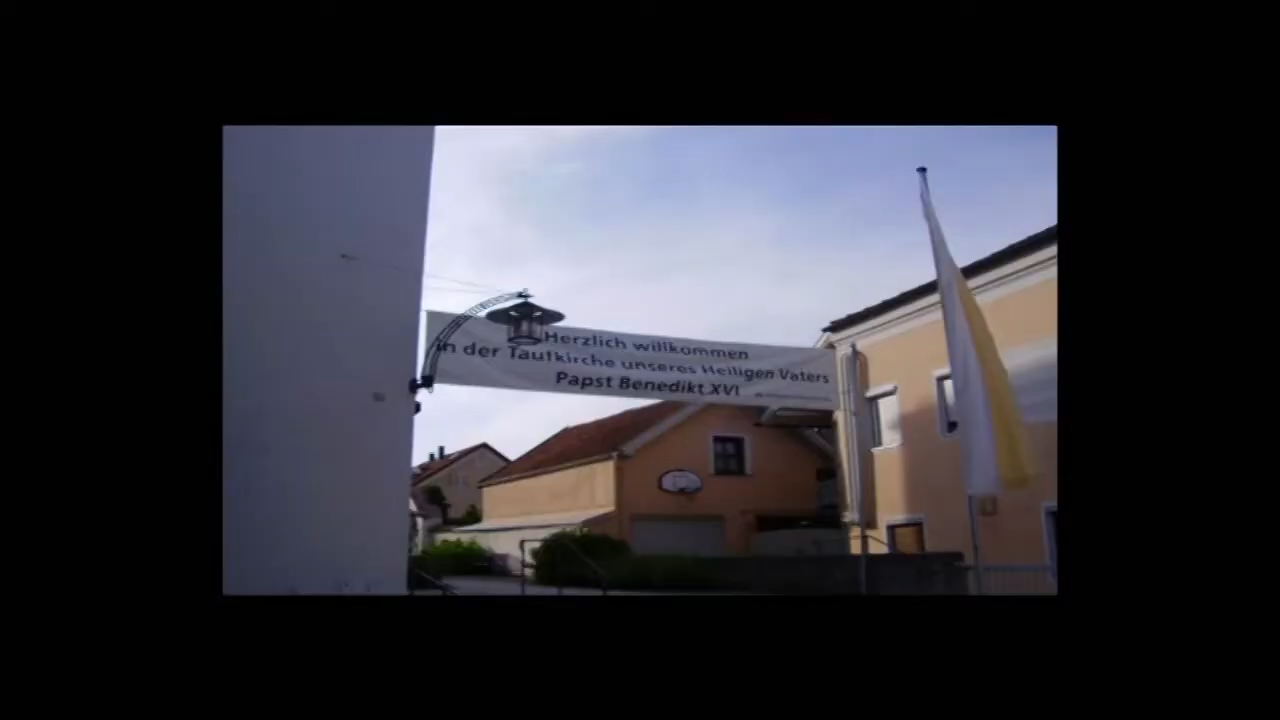 Herzlich willkommen
in der Taufkirche unseres Heiligen Vaters
Papst Benedikt XVI